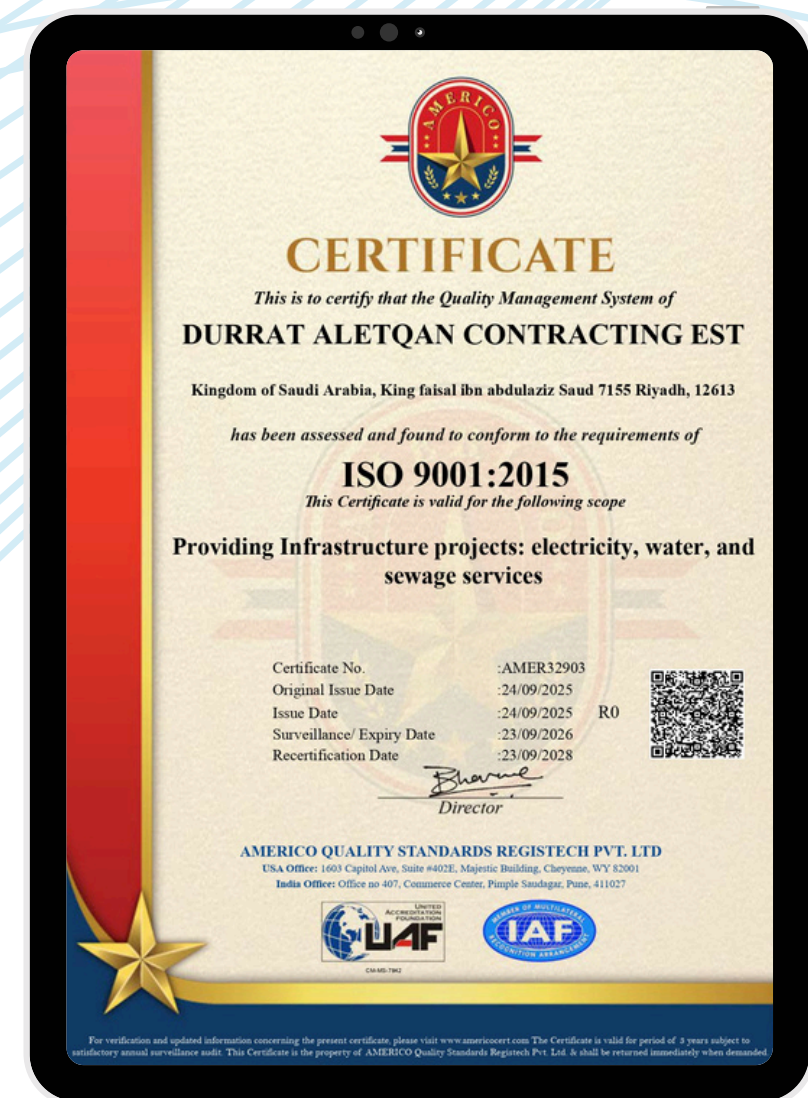 AMERICO
CERTIFICATE
This is to certify that the Quality Management System of
DURRAT ALETQAN CONTRACTING EST
Kingdom of Saudi Arabia, King faisal ibn abdulaziz Saud 7155 Riyadh, 12613
has been assessed and found to conform to the requirements of
ISO 9001:2015
This Certificate is valid for the following scope
Providing Infrastructure projects: electricity, water, and
sewage services
Certificate No. :AMER32903
Original Issue Date :24/09/2025
Issue Date :24/09/2025 R0
Surveillance/ Expiry Date :23/09/2026
Recertification Date :23/09/2028
Director
AMERICO QUALITY STANDARDS REGISTECH PVT. LTD
USA Office: 1603 Capitol Ave, Suite #402E, Majestic Building, Cheyenne, WY 82001
India Office: Office no 407, Commerce Center, Pimple Saudagar, Pune, 411027
UNITED
ACCREDITATION
FOUNDATION
UAF
CM-MS-7942
MEMBER OF MULTILATERAL
IAF
RECOGNITION ARRANGEMENT
For verification and updated information concerning the present certificate, please visit www.americocert.com The Certificate is valid for period of 3 years subject to
satisfactory annual surveillance audit. This Certificate is the property of AMERICO Quality Standards Registech Pvt. Ltd. & shall be returned immediately when demanded.